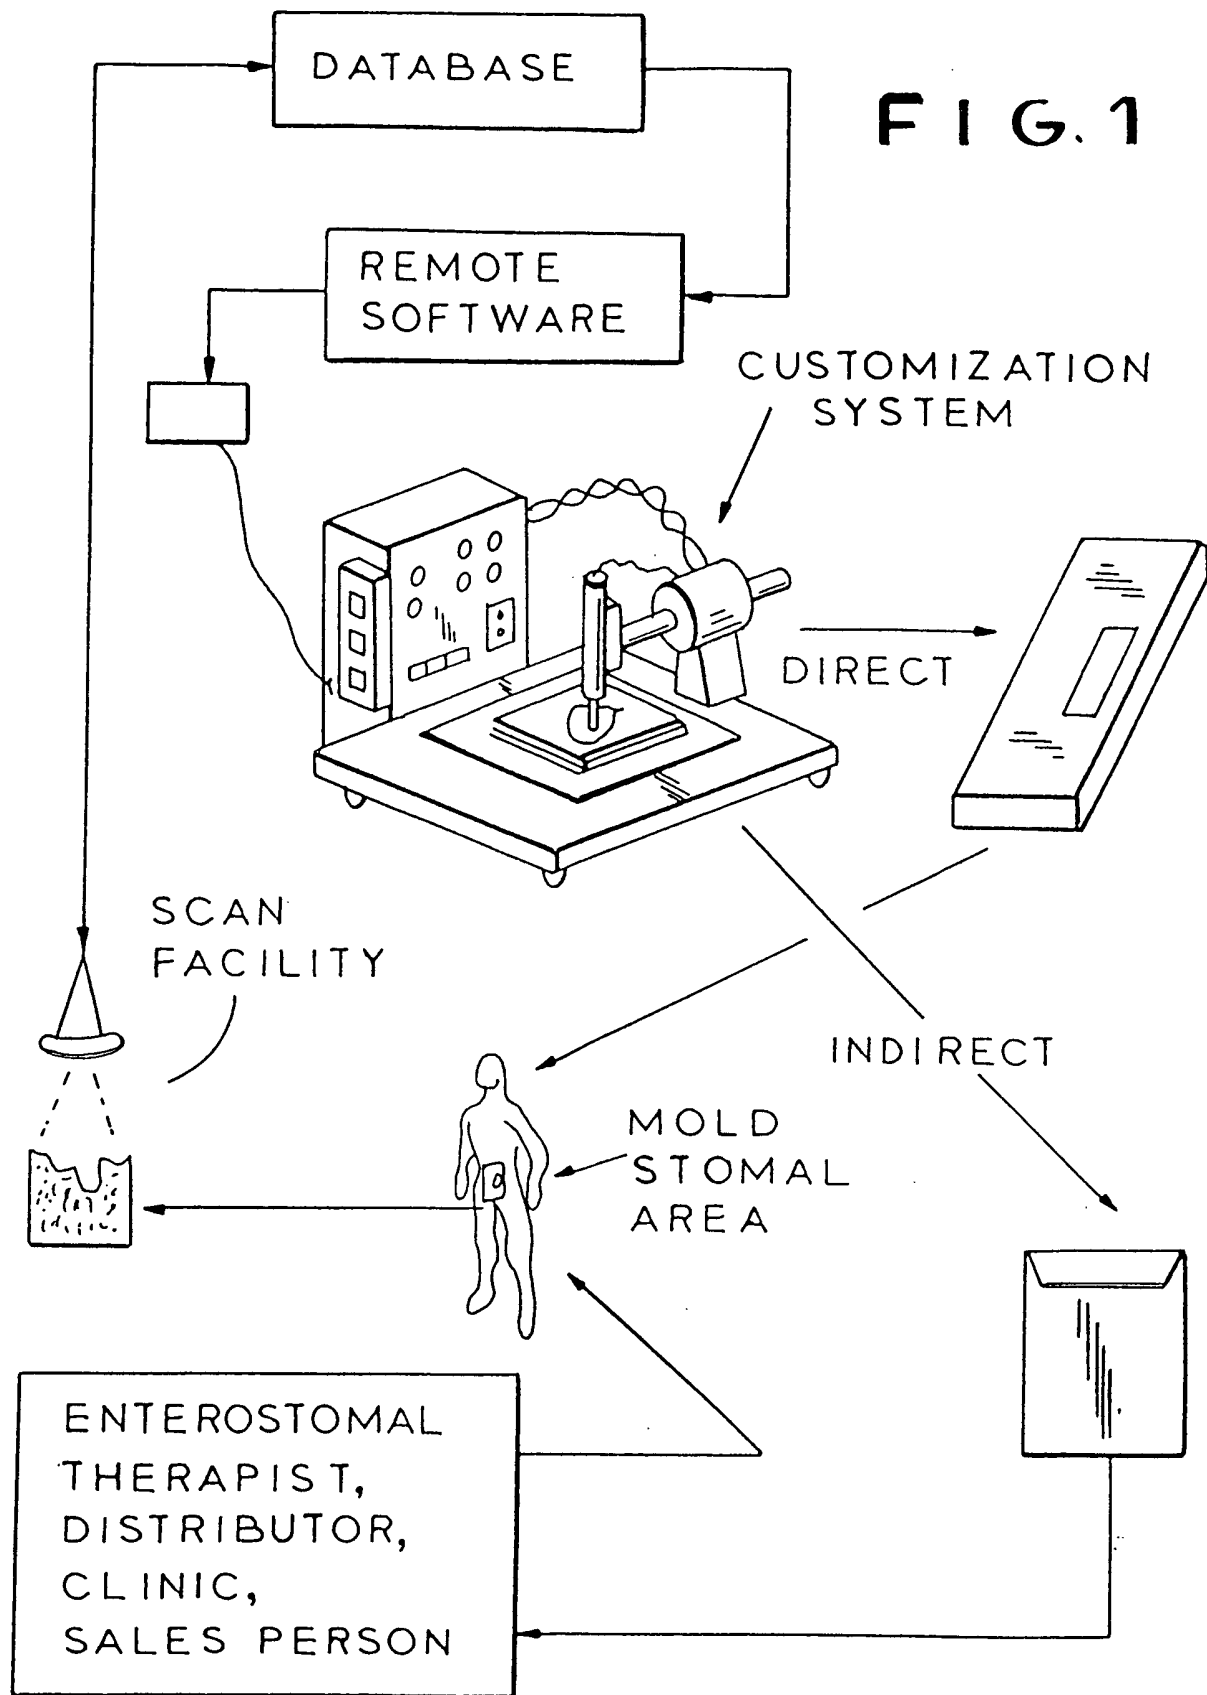 DATABASE
FIG. 1
REMOTE
SOFTWARE
CUSTOMIZATION
SYSTEM
DIRECT
SCAN
FACILITY
INDIRECT
MOLD
STOMAL
AREA
ENTEROSTOMAL
THERAPIST,
DISTRIBUTOR,
CLINIC,
SALES PERSON